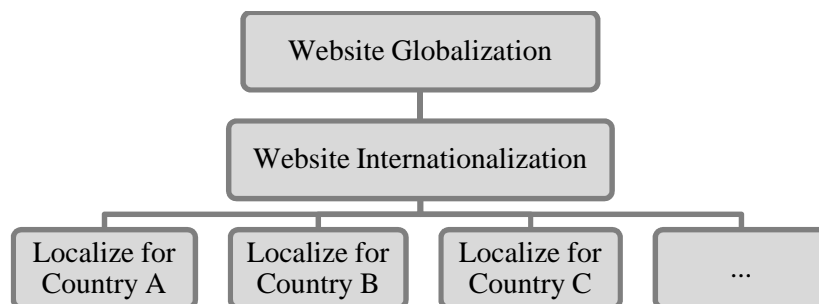 Website Globalization
Website Internationalization
Localize for
Country A
Localize for
Country B
Localize for
Country C
...